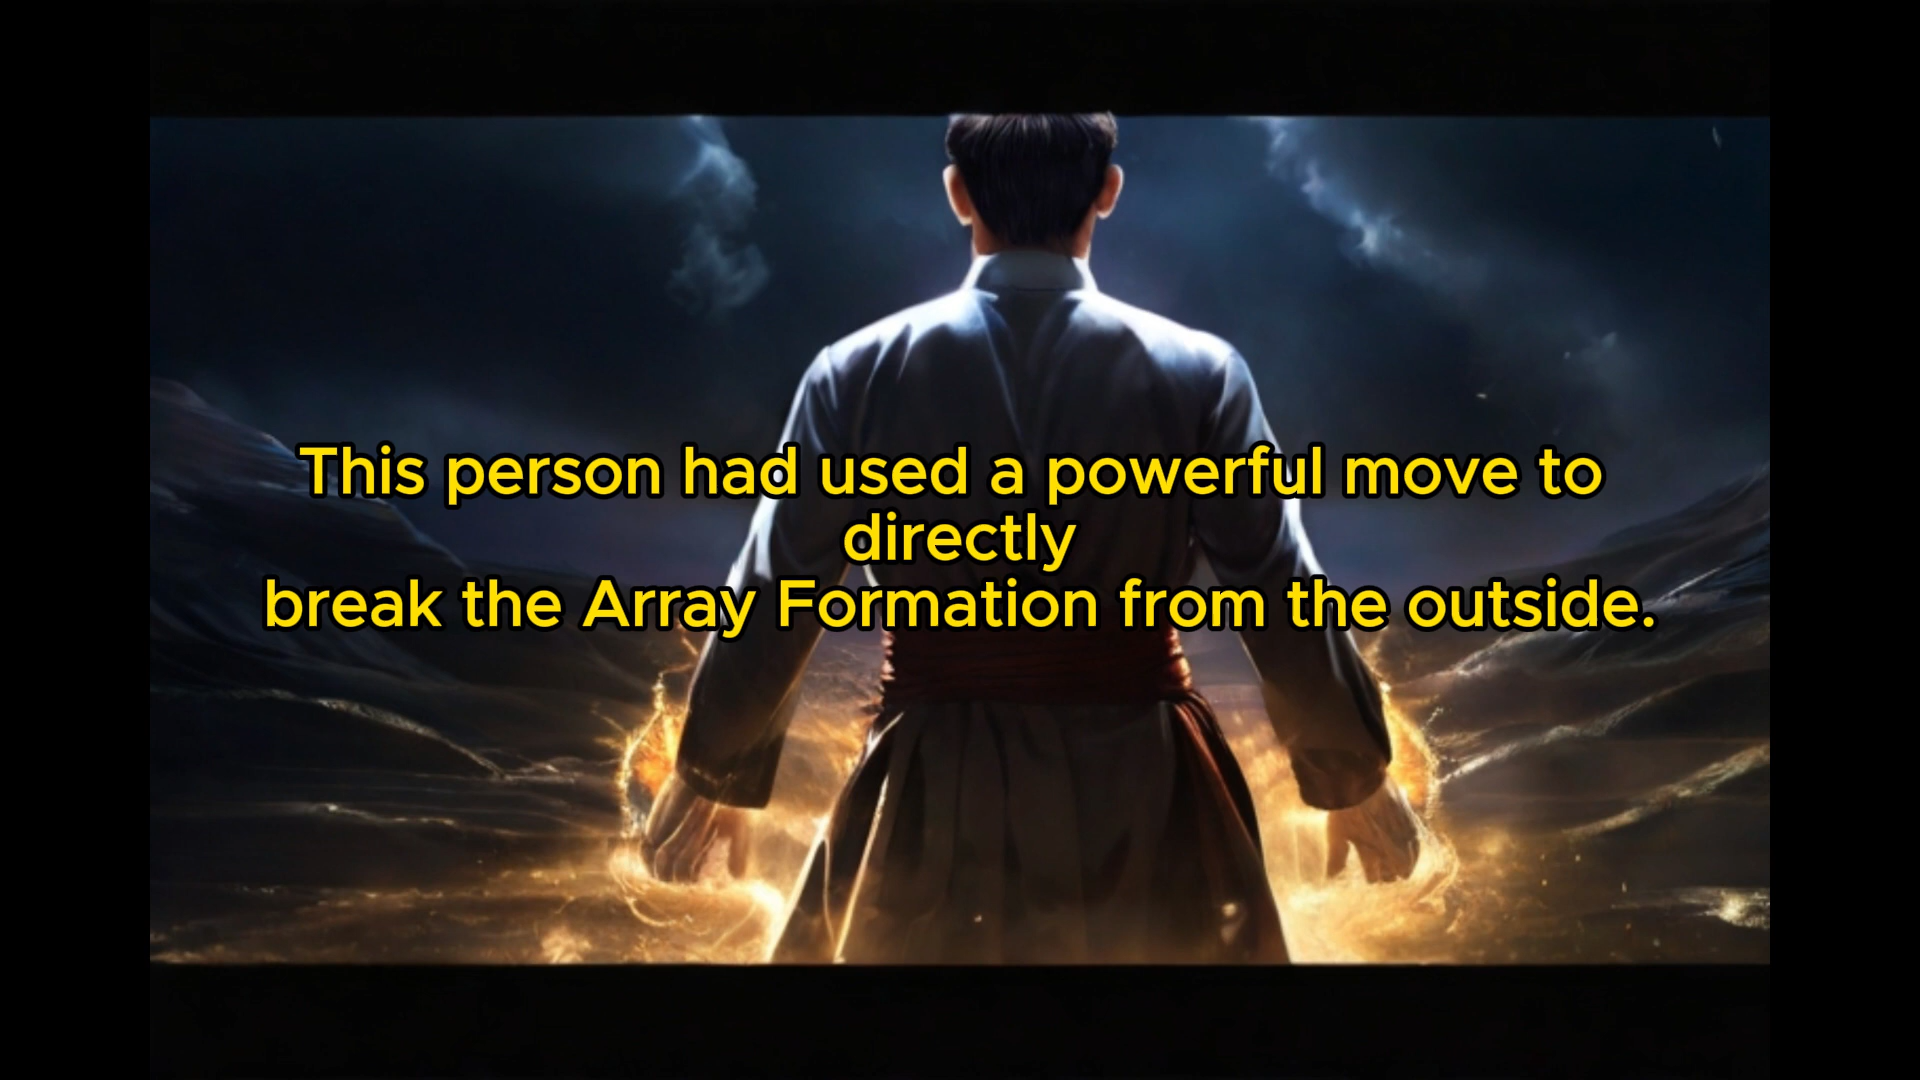 This person had used a powerful move to
directly
break the Array Formation from the outside.